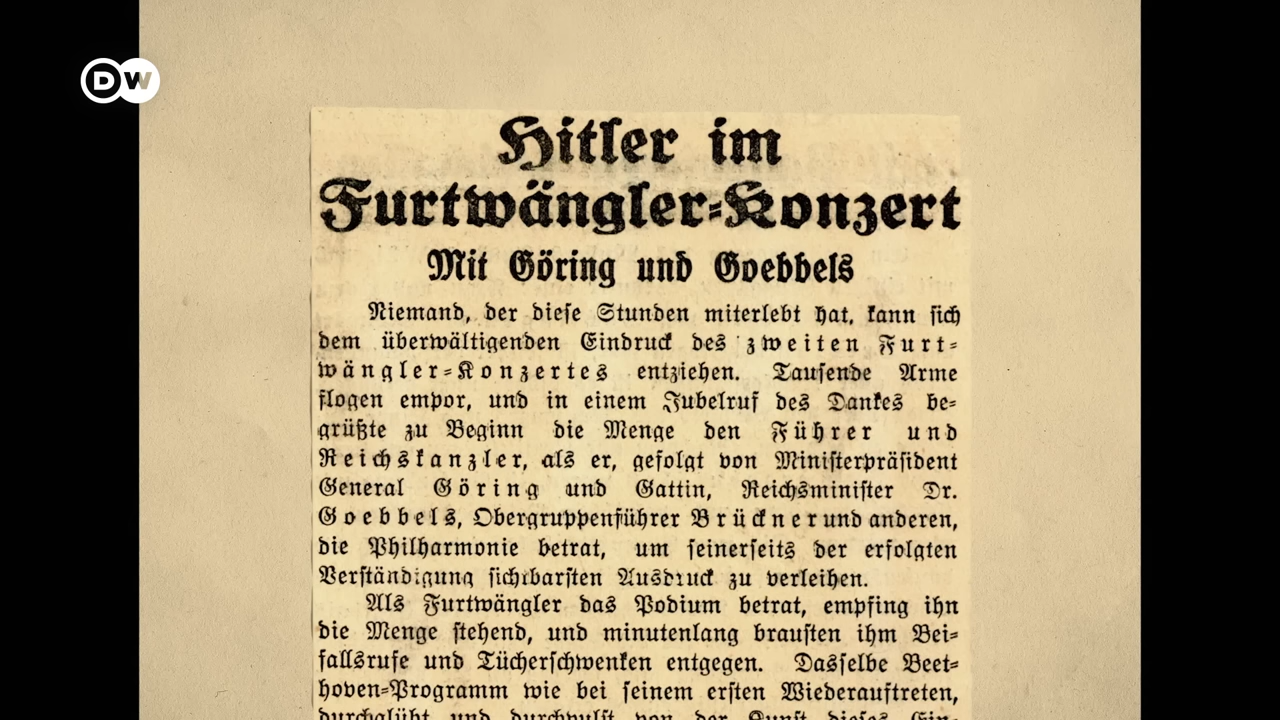 DW
Hitler im
Furtwängler-Konzert
Mit Göring und Goebbels
Niemand, der diese Stunden miterlebt hat, kann sich
dem überwältigenden Eindruck des zweiten Furt-
wängler-Konzertes entziehen. Tausende Arme
flogen empor, und in einem Jubelruf des Dankes be-
grüßte zu Beginn die Menge den Führer und
Reichskanzler, als er, gefolgt von Ministerpräsident
General Göring und Gattin, Reichsminister Dr.
Goebbels, Obergruppenführer Brückner und anderen,
die Philharmonie betrat, um seinerseits der erfolgten
Verständigung sichtbarsten Ausdruck zu verleihen.
Als Furtwängler das Podium betrat, empfing ihn
die Menge stehend, und minutenlang brausten ihm Bei-
fallsrufe und Tücherschwenken entgegen. Dasselbe Beet-
hoven-Programm wie bei seinem ersten Wiederauftreten,
durchglüht und durchpulst von der Kunst dieses Ein-